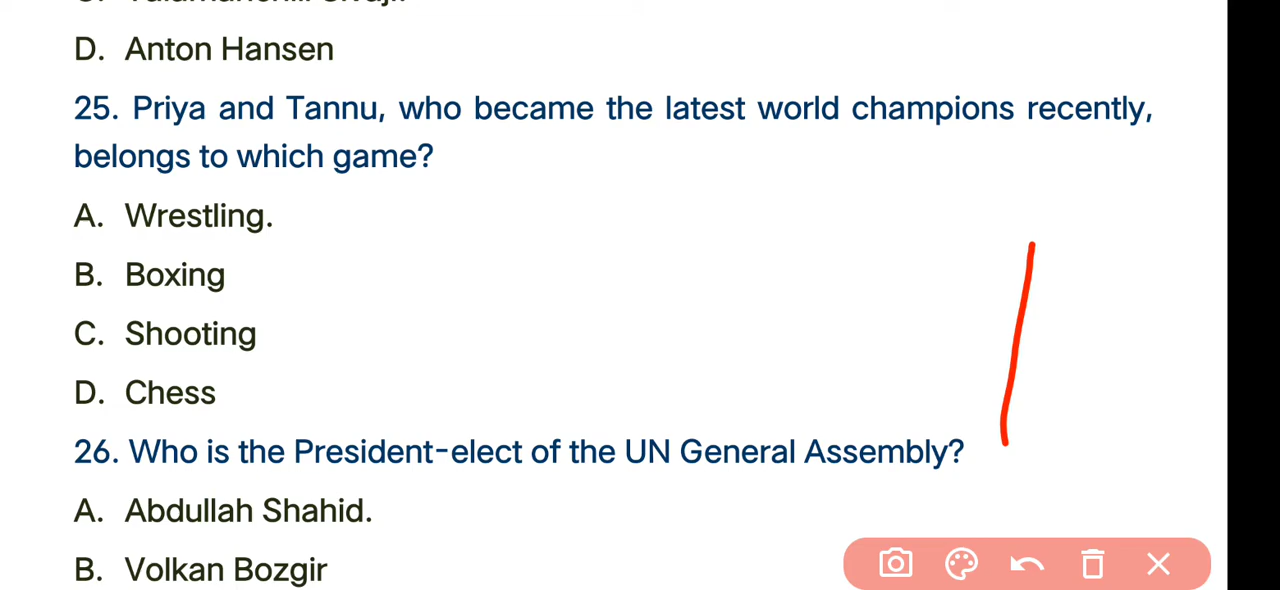 D. Anton Hansen
25. Priya and Tannu, who became the latest world champions recently,
belongs to which game?
A. Wrestling.
B. Boxing
C. Shooting
D. Chess
26. Who is the President-elect of the UN General Assembly?
A. Abdullah Shahid.
B. Volkan Bozgir